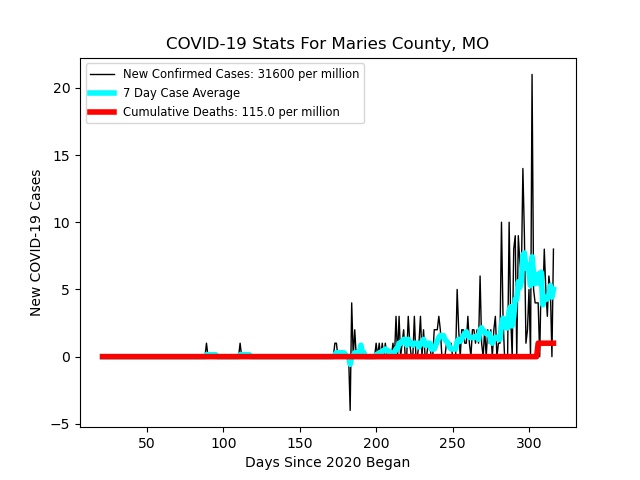 COVID-19 Stats For Maries County, MO
New Confirmed Cases: 31600 per million
7 Day Case Average
Cumulative Deaths: 115.0 per million
New COVID-19 Cases
20
15
10
5
0
−5
50 100 150 200 250 300
Days Since 2020 Began